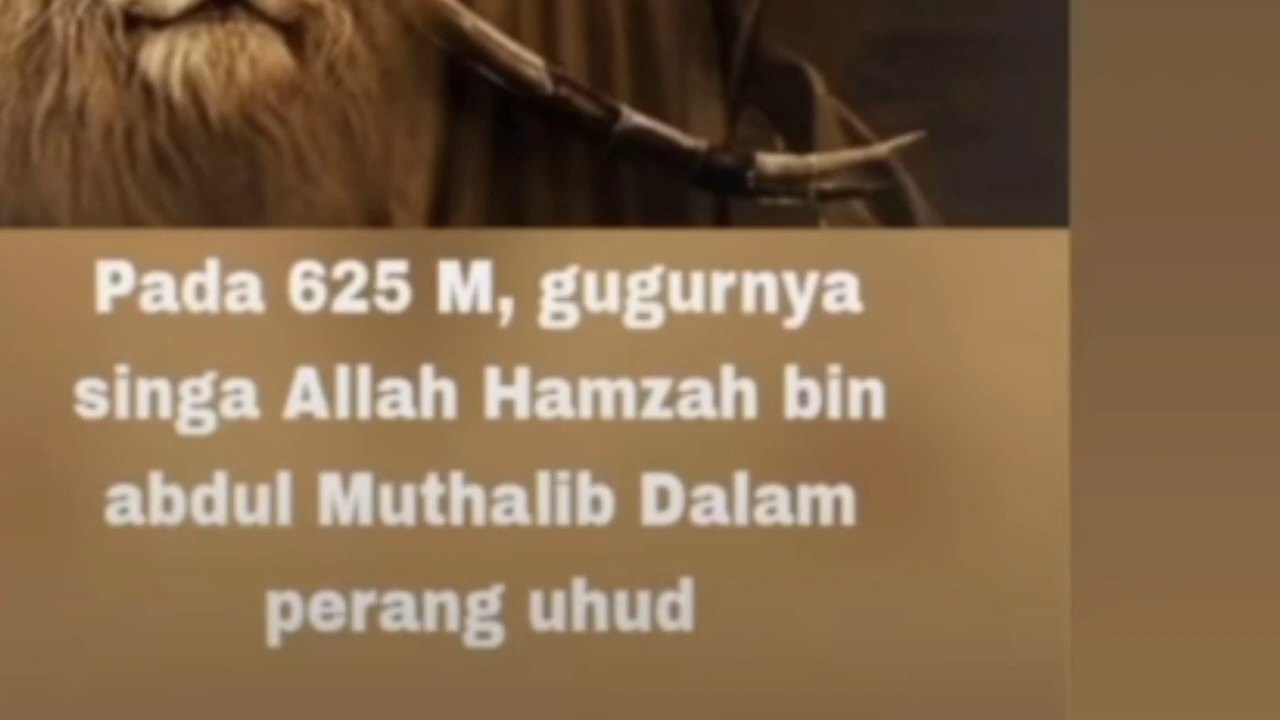 Pada 625 M, gugurnya
singa Allah Hamzah bin
abdul Muthalib Dalam
perang uhud